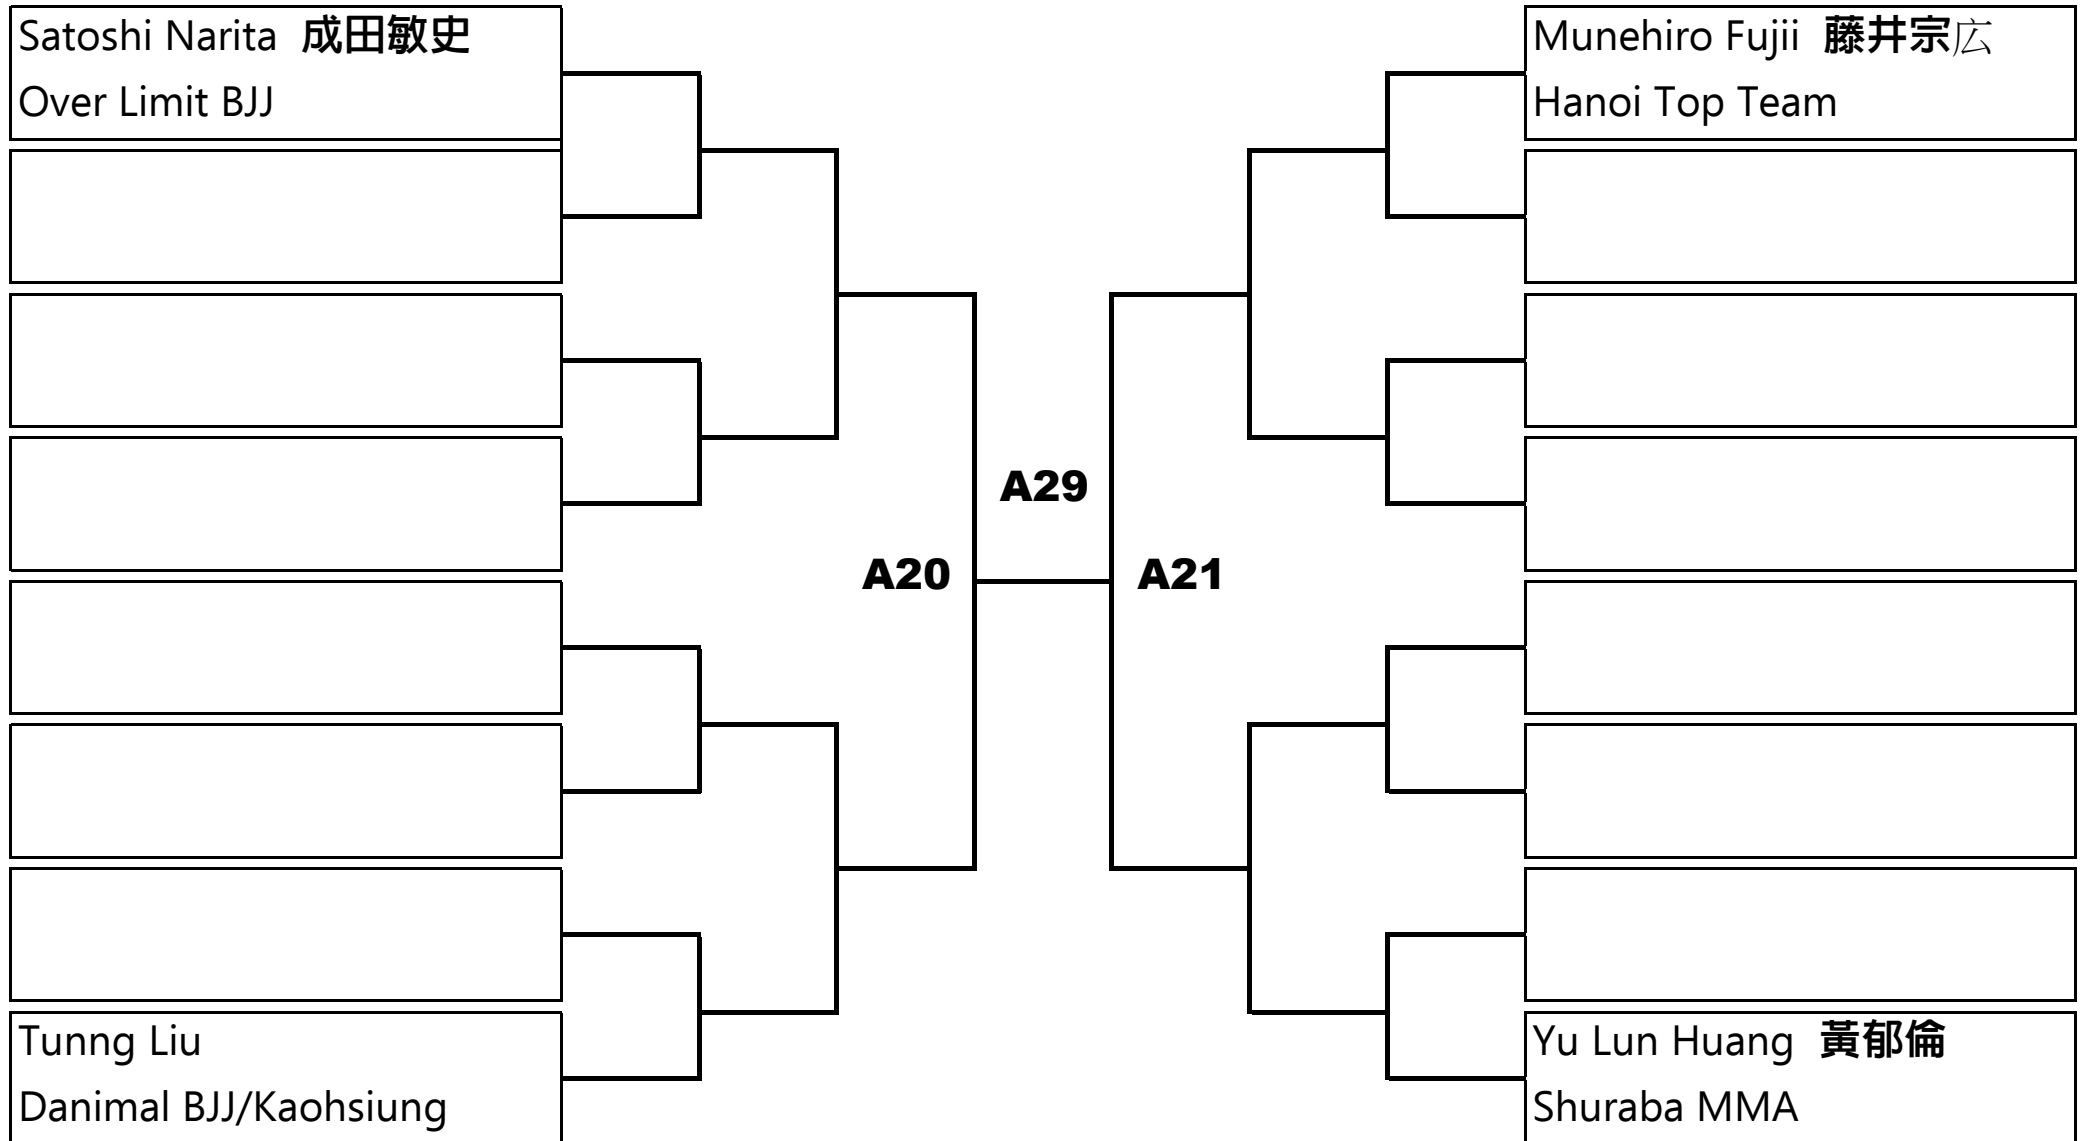 Satoshi Narita 成田敏史
Over Limit BJJ
Munehiro Fujii 藤井宗広
Hanoi Top Team
A29
A20
A21
Tunng Liu
Danimal BJJ/Kaohsiung
Yu Lun Huang 黃郁倫
Shuraba MMA